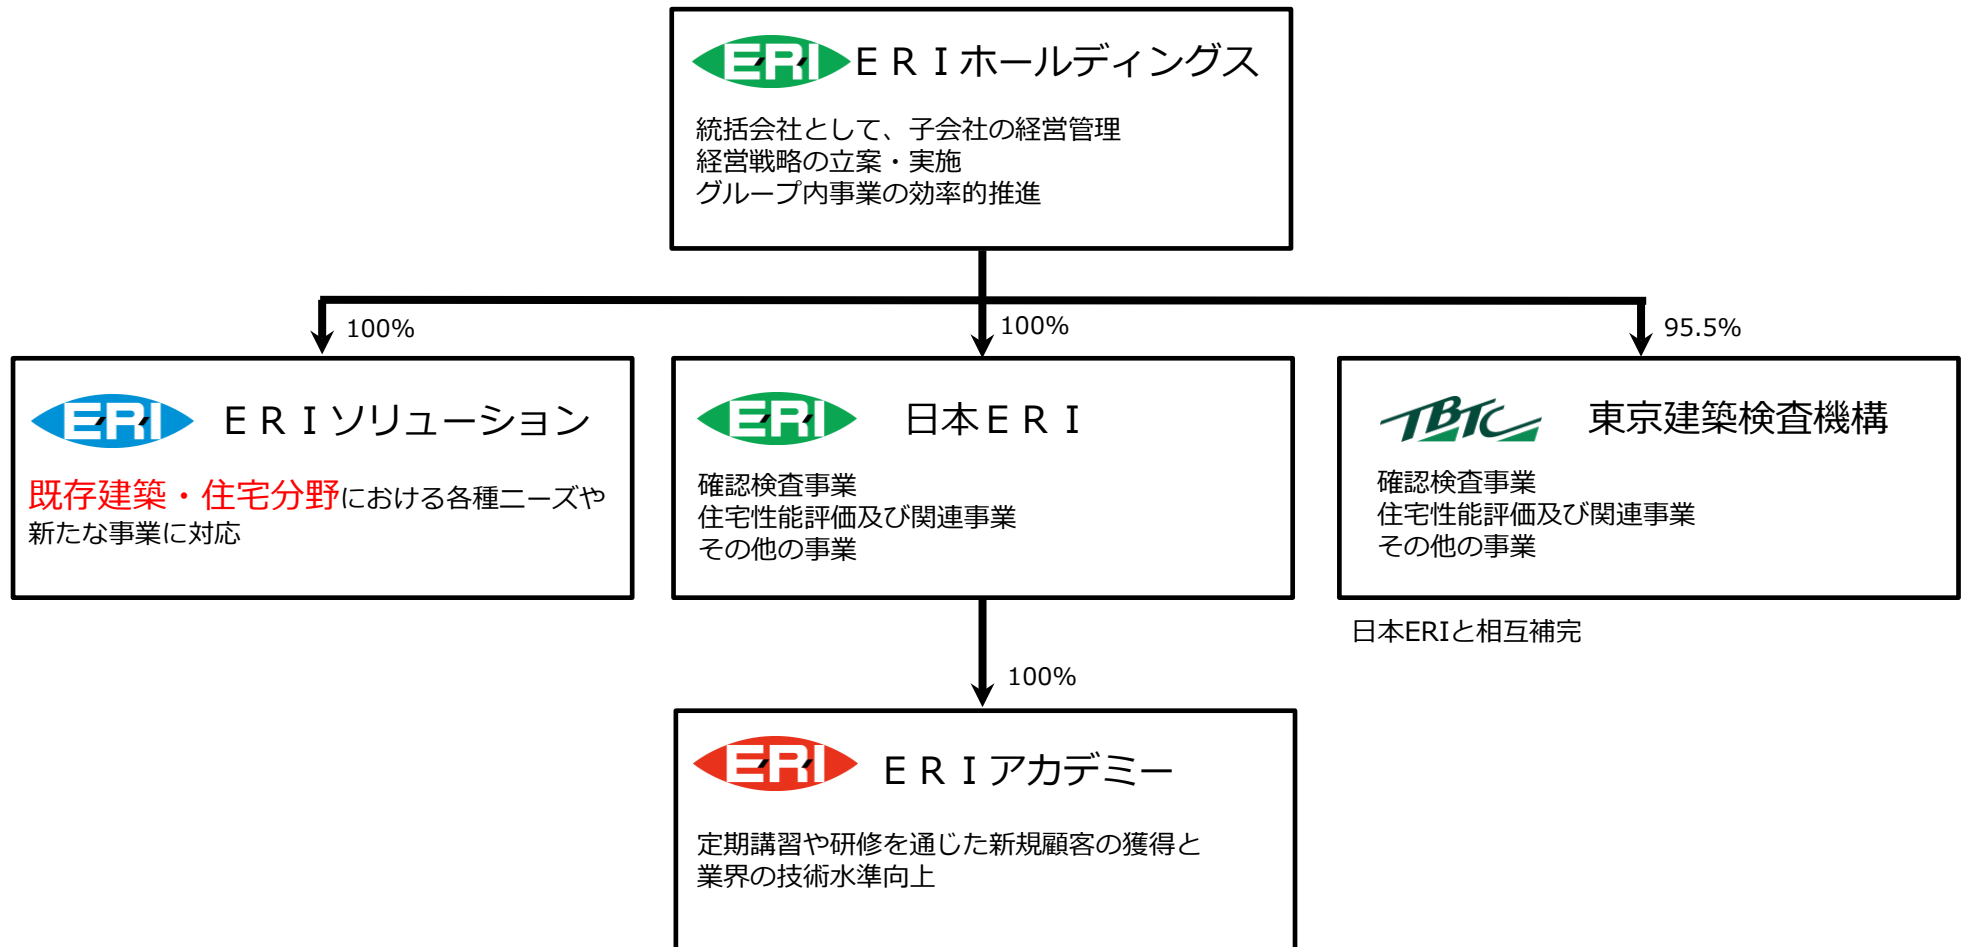 ERI ＥＲＩホールディングス
統括会社として、子会社の経営管理
経営戦略の立案・実施
グループ内事業の効率的推進
100%
100%
95.5%
ERI ＥＲＩソリューション
既存建築・住宅分野における各種ニーズや
新たな事業に対応
ERI 日本ＥＲＩ
確認検査事業
住宅性能評価及び関連事業
その他の事業
TBTC 東京建築検査機構
確認検査事業
住宅性能評価及び関連事業
その他の事業
日本ERIと相互補完
100%
ERI ＥＲＩアカデミー
定期講習や研修を通じた新規顧客の獲得と
業界の技術水準向上